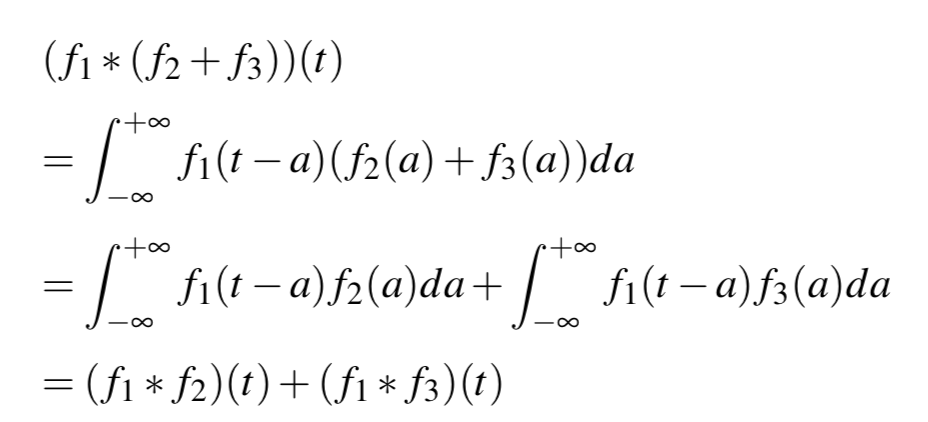 (f₁ * (f₂ + f₃))(t)
= ∫₋∞⁺∞ f₁(t − a)(f₂(a) + f₃(a))da
= ∫₋∞⁺∞ f₁(t − a)f₂(a)da + ∫₋∞⁺∞ f₁(t − a)f₃(a)da
= (f₁ * f₂)(t) + (f₁ * f₃)(t)